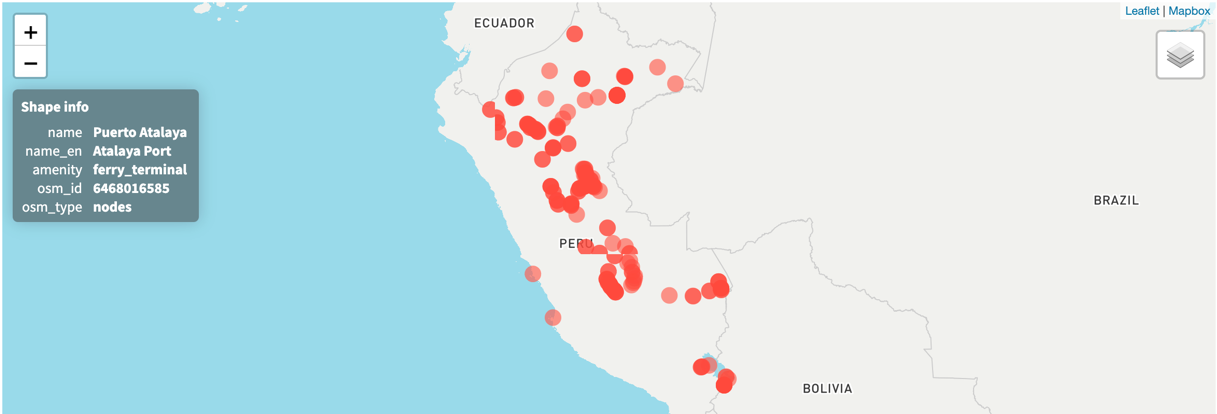 Leaflet | Mapbox
+
−
Shape info
name Puerto Atalaya
name_en Atalaya Port
amenity ferry_terminal
osm_id 6468016585
osm_type nodes
ECUADOR
BRAZIL
PERU
BOLIVIA